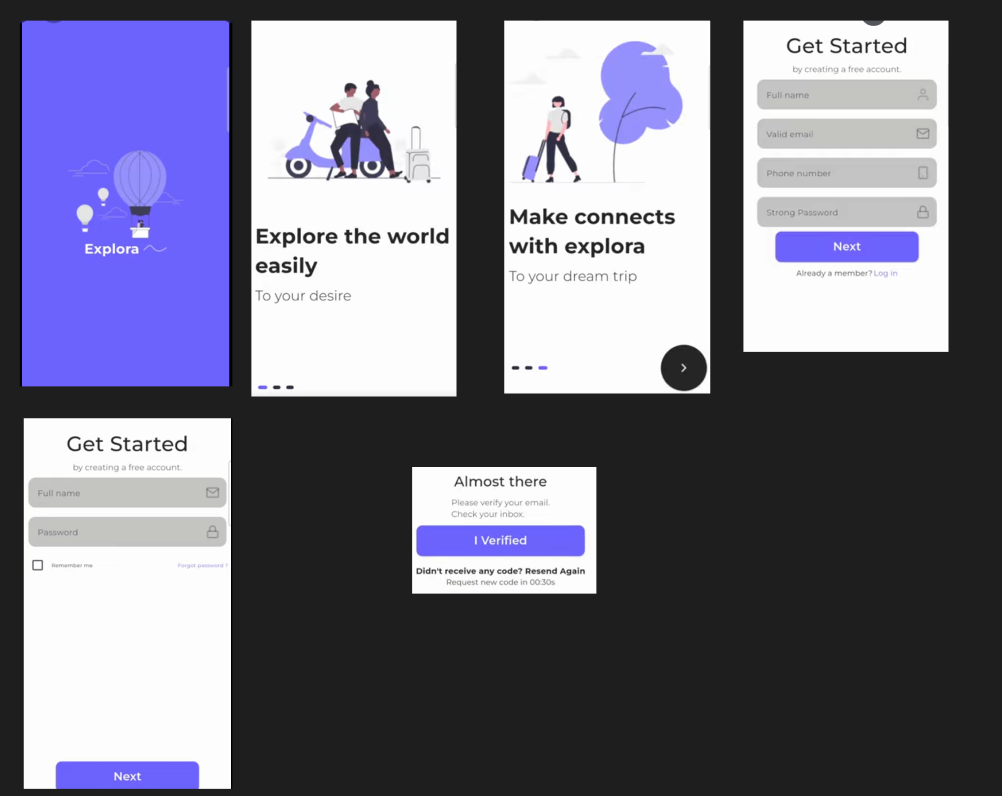 Explora
Explore the world
easily
To your desire
Make connects
with explora
To your dream trip
Get Started
by creating a free account.
Full name
Valid email
Phone number
Strong Password
Next
Already a member? Log in
Get Started
by creating a free account.
Full name
Password
Remember me
Forgot password ?
Next
Almost there
Please verify your email.
Check your inbox.
I Verified
Didn't receive any code? Resend Again
Request new code in 00:30s